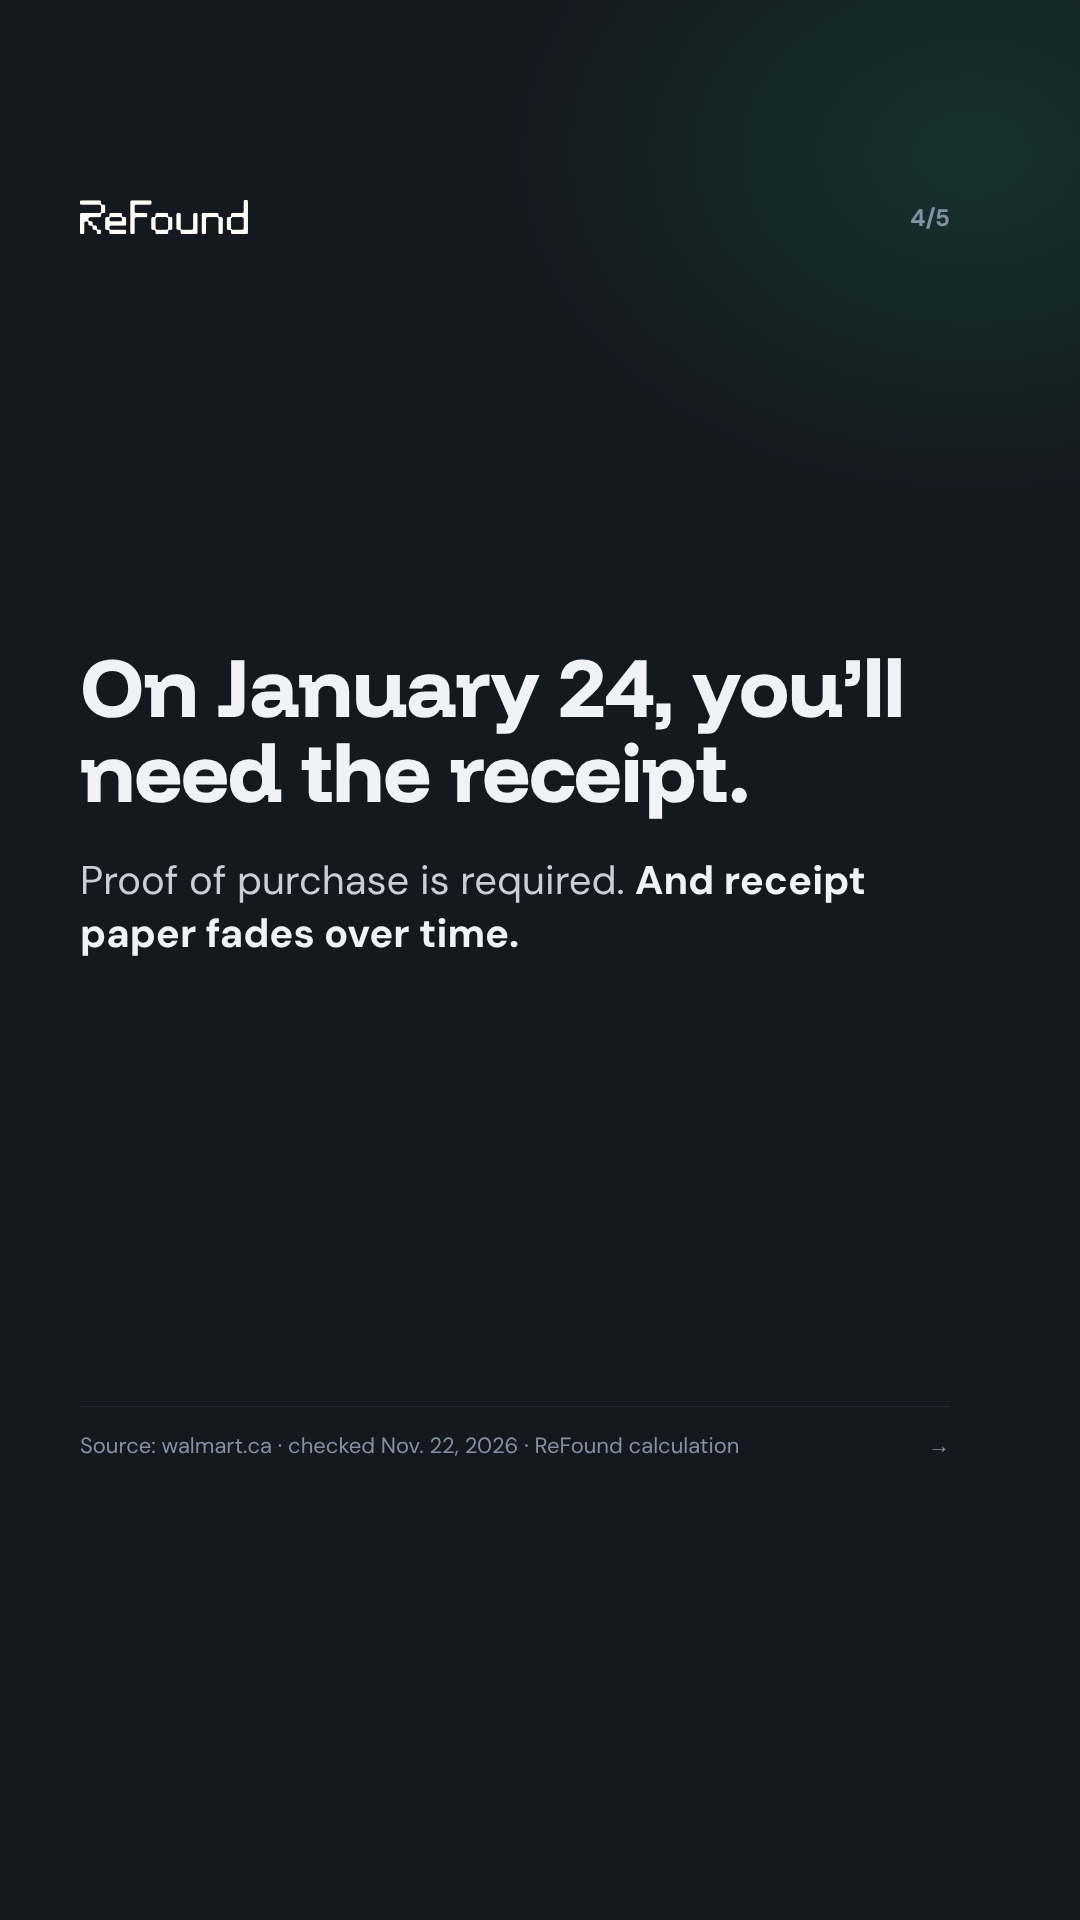 ReFound
4/5
On January 24, you’ll
need the receipt.
Proof of purchase is required. And receipt
paper fades over time.
Source: walmart.ca · checked Nov. 22, 2026 · ReFound calculation →